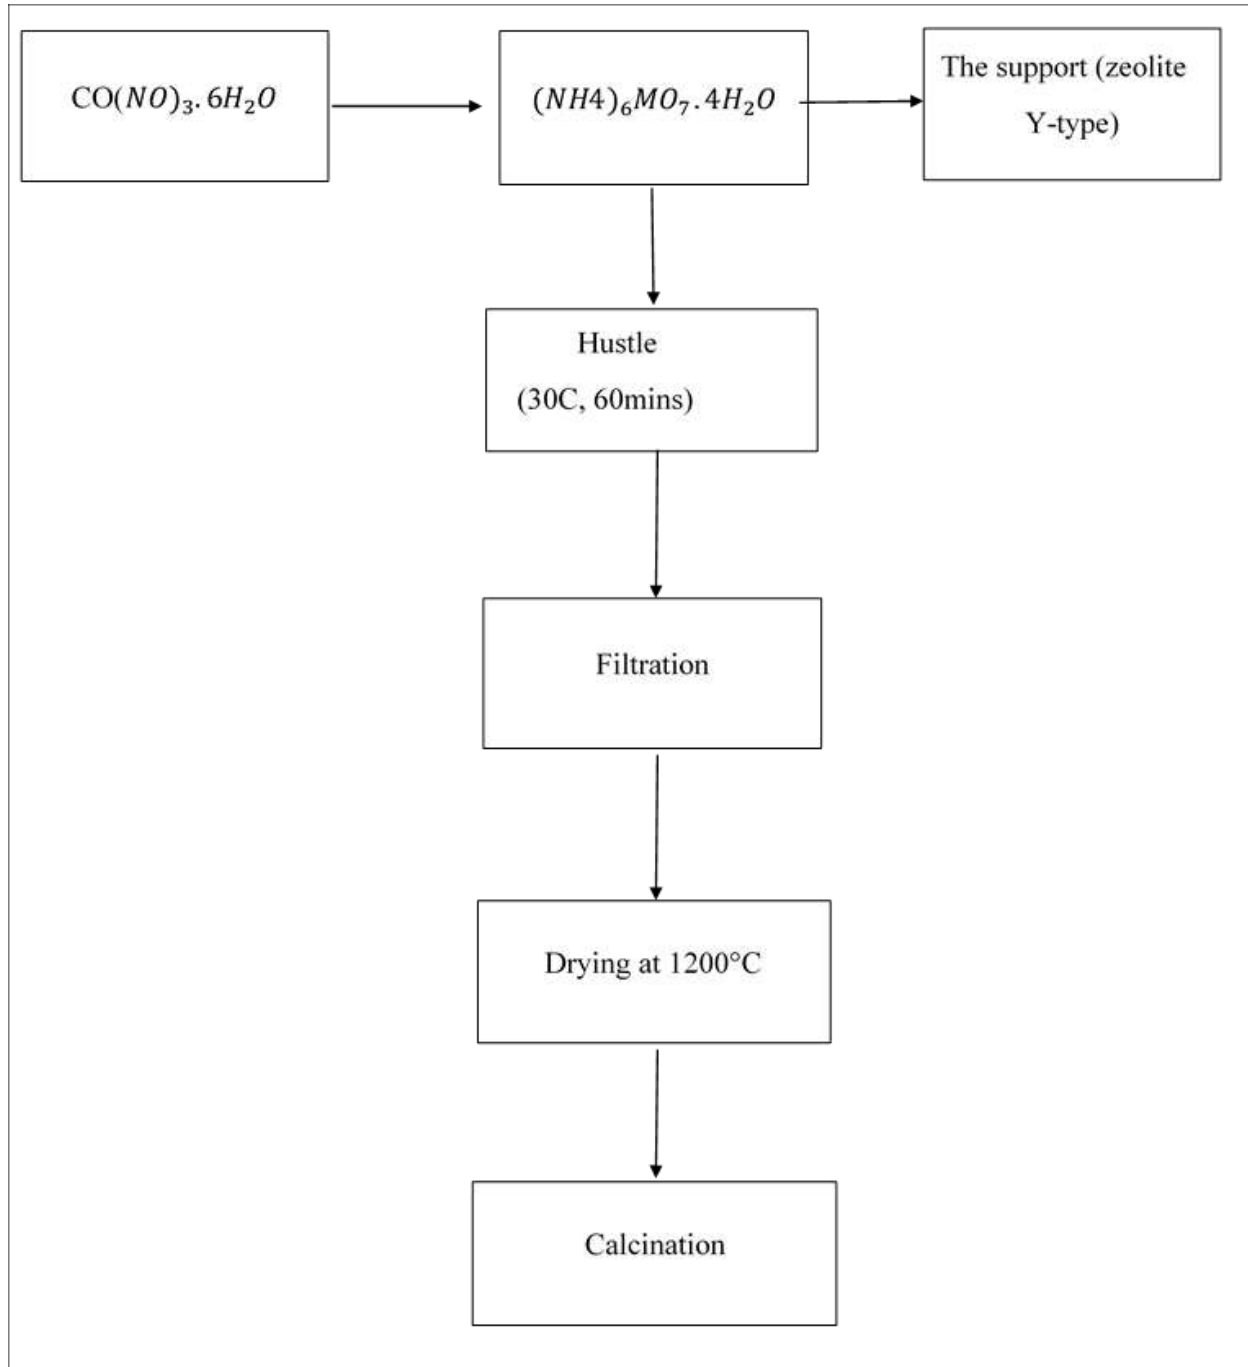 CO(NO)₃.6H₂O
(NH4)₆MO₇.4H₂O
The support (zeolite
Y-type)
Hustle
(30C, 60mins)
Filtration
Drying at 1200°C
Calcination